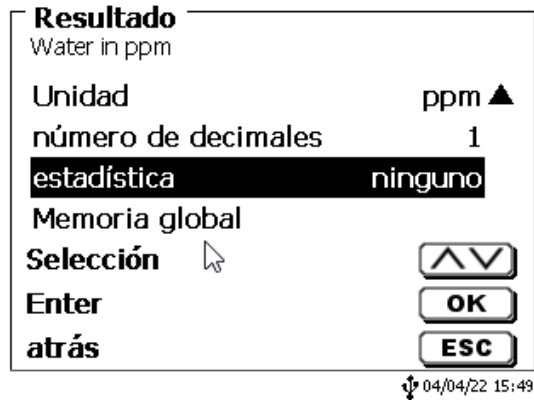 Resultado
Water in ppm
Unidad ppm
número de decimales 1
estadística ninguno
Memoria global
Selección
Enter OK
atrás ESC
04/04/22 15:49